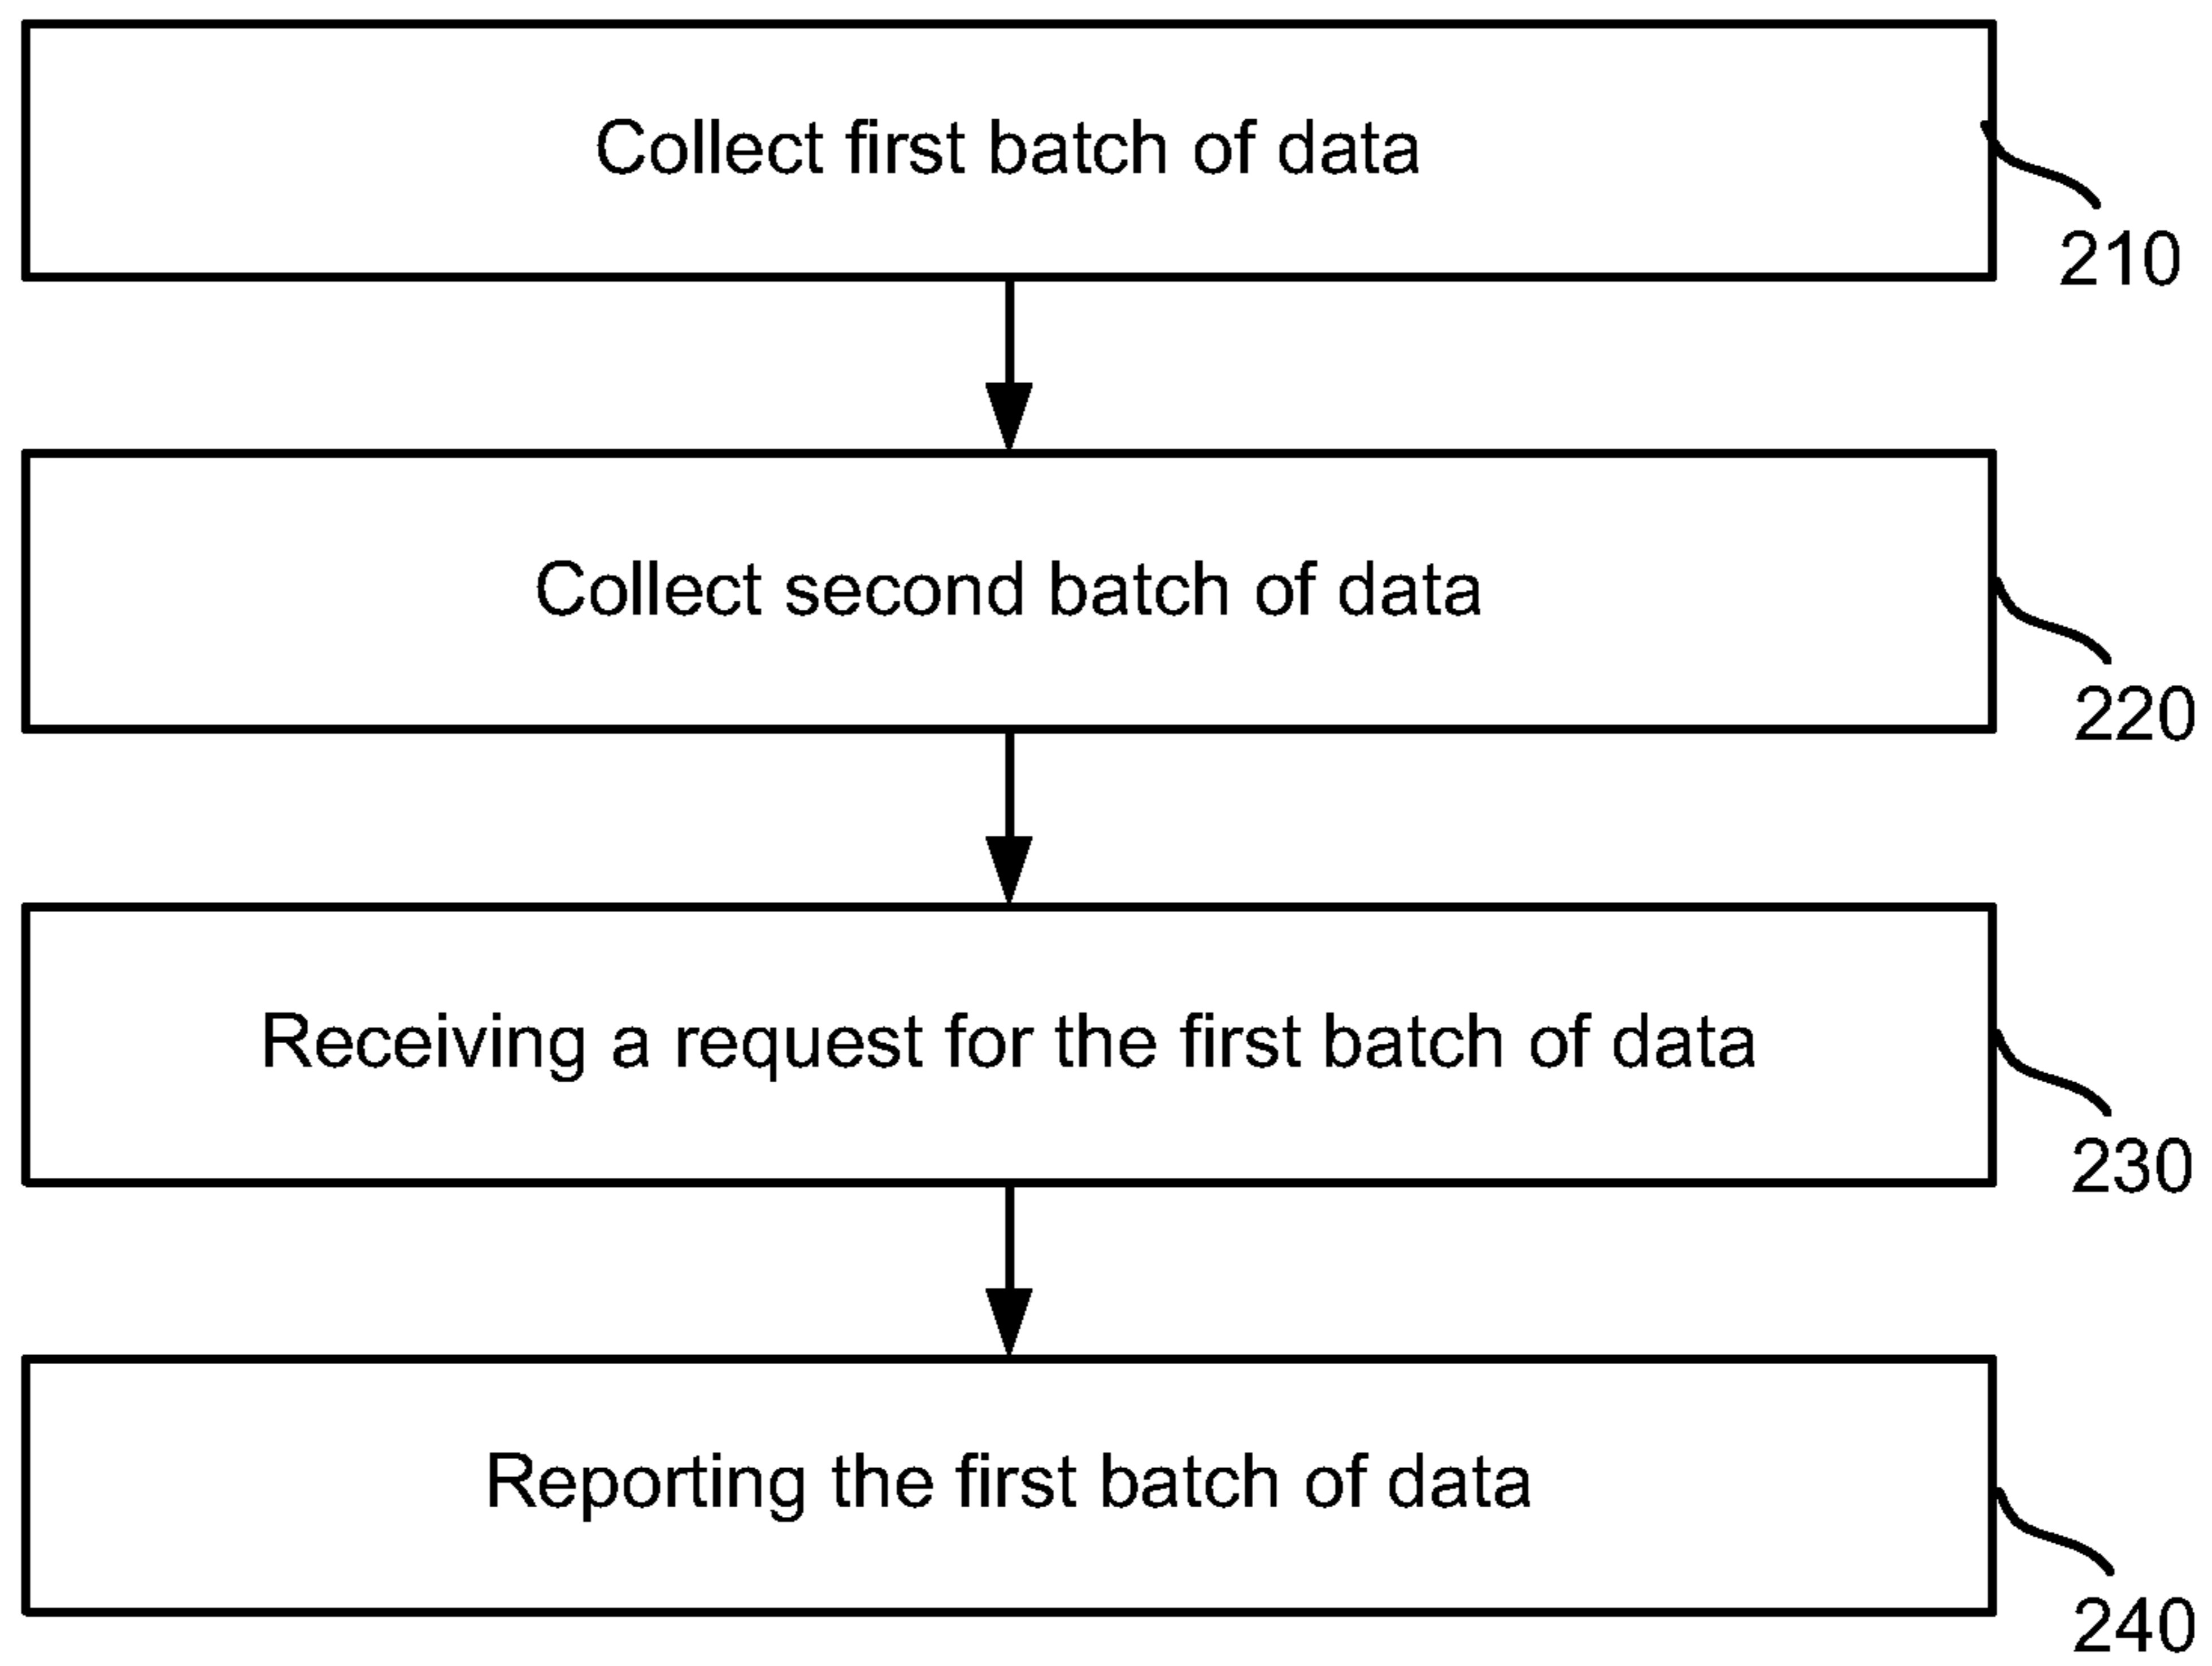 Collect first batch of data
210
Collect second batch of data
220
Receiving a request for the first batch of data
230
Reporting the first batch of data
240